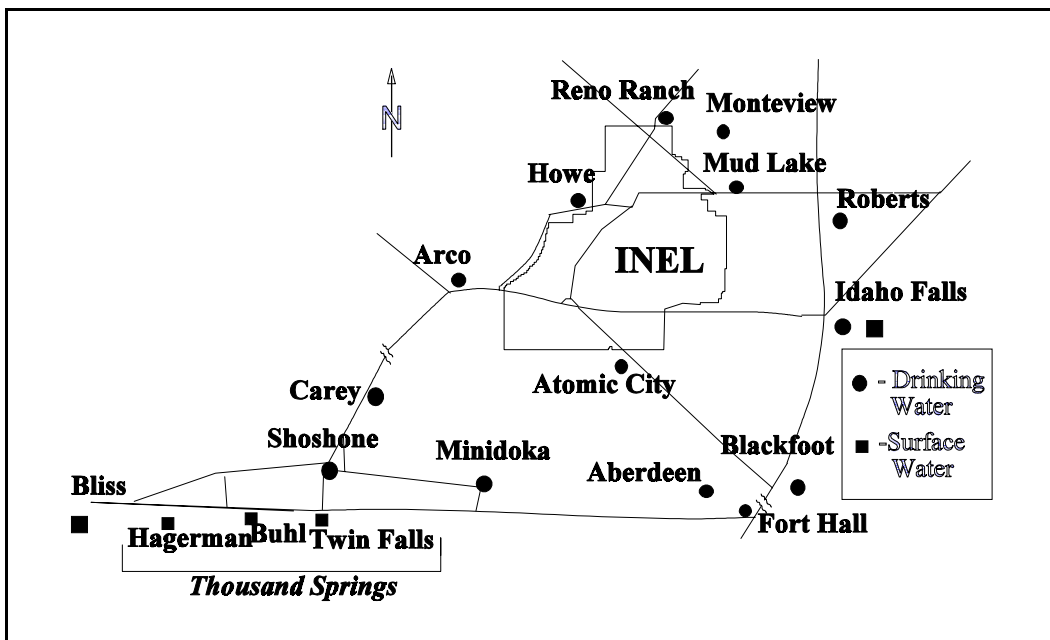 Reno Ranch
Monteview
N
Howe
Mud Lake
Roberts
Arco
INEL
Idaho Falls
Atomic City
- Drinking
Water
Carey
Shoshone
Minidoka
Blackfoot
-Surface
Water
Aberdeen
Bliss
Fort Hall
Hagerman
Buhl
Twin Falls
Thousand Springs